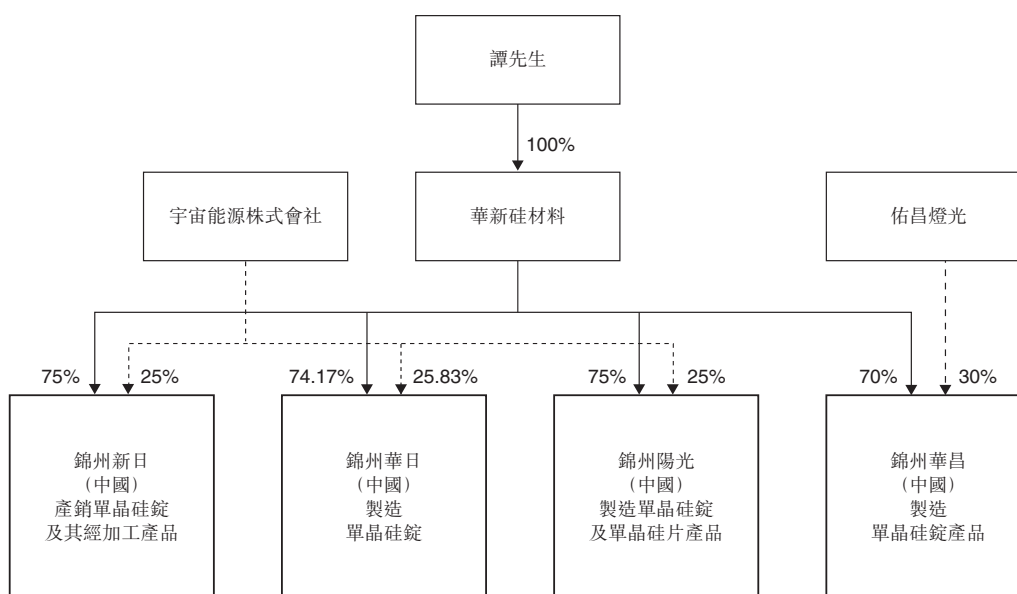 譚先生
100%
宇宙能源株式會社
華新硅材料
佑昌燈光
75%
25%
74.17%
25.83%
75%
25%
70%
30%
錦州新日
（中國）
產銷單晶硅錠
及其經加工產品
錦州華日
（中國）
製造
單晶硅錠
錦州陽光
（中國）
製造單晶硅錠
及單晶硅片產品
錦州華昌
（中國）
製造
單晶硅錠產品